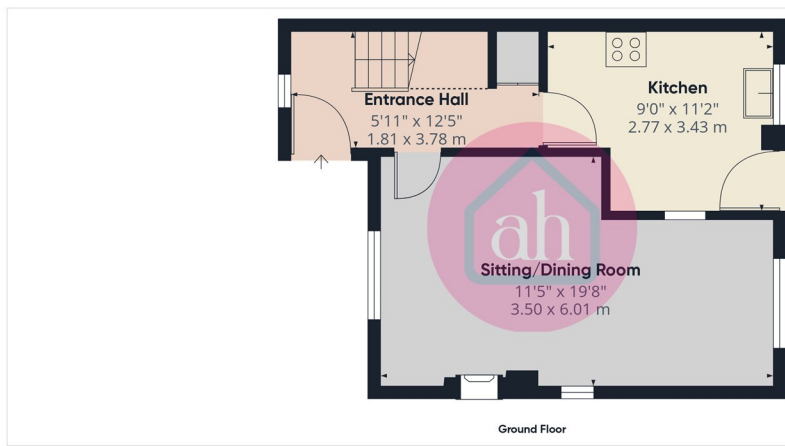 Entrance Hall
5'11" x 12'5"
1.81 x 3.78 m
Kitchen
9'0" x 11'2"
2.77 x 3.43 m
ah
Sitting/Dining Room
11'5" x 19'8"
3.50 x 6.01 m
Ground Floor